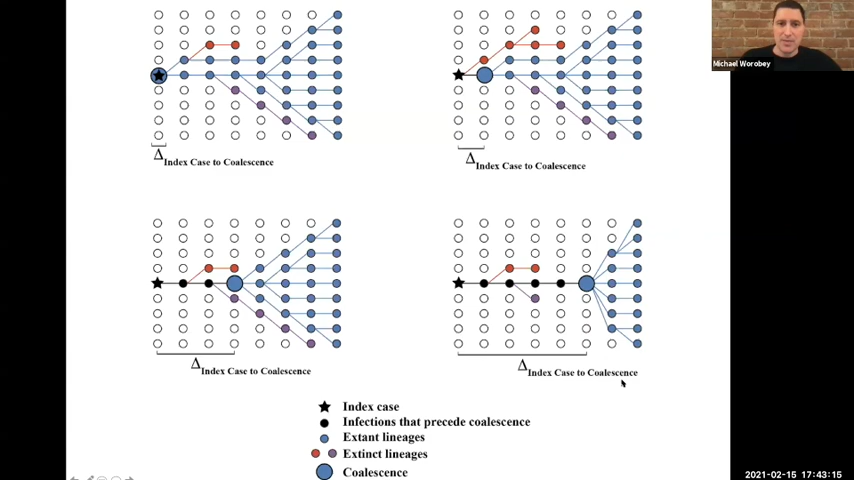 Michael Worobey
Δ Index Case to Coalescence
Δ Index Case to Coalescence
Δ Index Case to Coalescence
Δ Index Case to Coalescence
Index case
Infections that precede coalescence
Extant lineages
Extinct lineages
Coalescence
2021-02-15 17:43:15